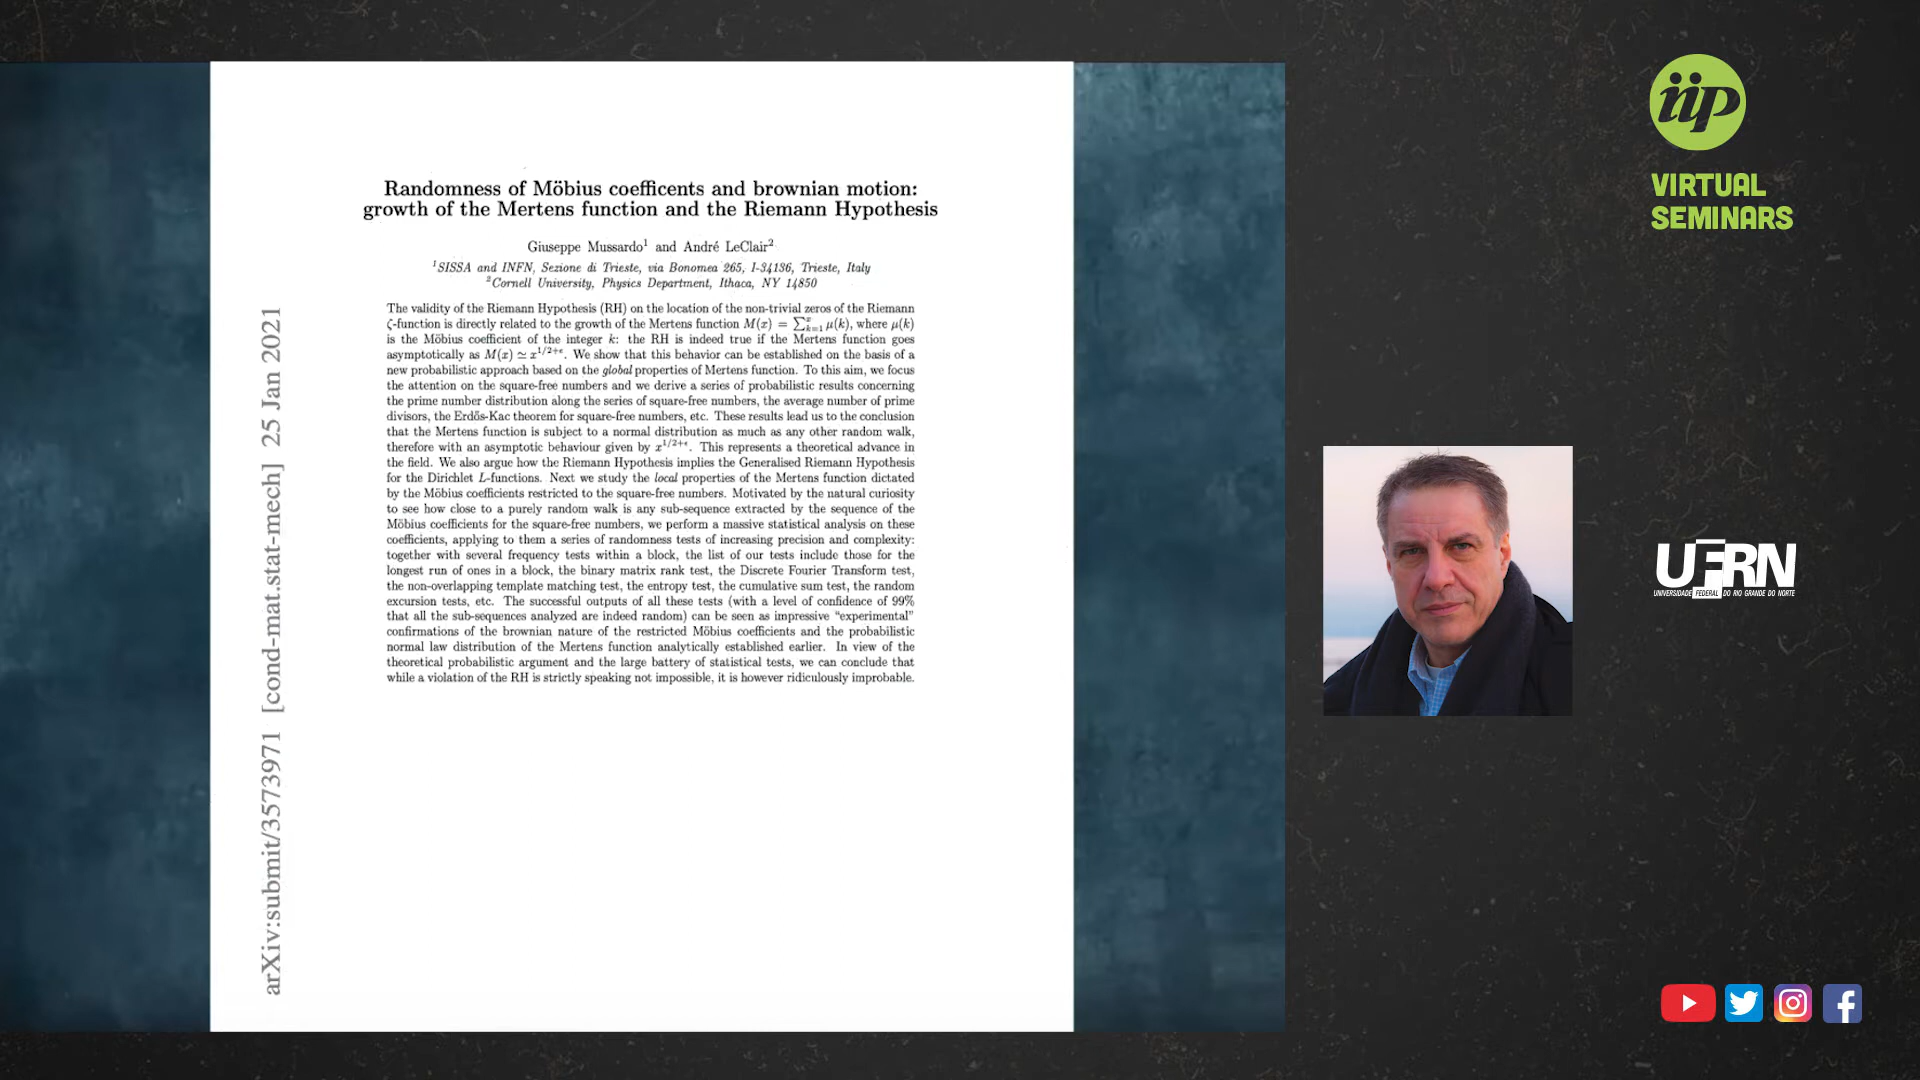 Randomness of Möbius coefficents and brownian motion:
growth of the Mertens function and the Riemann Hypothesis
Giuseppe Mussardo¹ and André LeClair²
¹SISSA and INFN, Sezione di Trieste, via Bonomea 265, I-34136, Trieste, Italy
²Cornell University, Physics Department, Ithaca, NY 14850
The validity of the Riemann Hypothesis (RH) on the location of the non-trivial zeros of the Riemann
ζ-function is directly related to the growth of the Mertens function M(x) = ∑ˣₖ₌₁ μ(k), where μ(k)
is the Möbius coefficient of the integer k: the RH is indeed true if the Mertens function goes
asymptotically as M(x) ≃ x^{1/2+ε}. We show that this behavior can be established on the basis of a
new probabilistic approach based on the global properties of Mertens function. To this aim, we focus
the attention on the square-free numbers and we derive a series of probabilistic results concerning
the prime number distribution along the series of square-free numbers, the average number of prime
divisors, the Erdős-Kac theorem for square-free numbers, etc. These results lead us to the conclusion
that the Mertens function is subject to a normal distribution as much as any other random walk,
therefore with an asymptotic behaviour given by x^{1/2+ε}. This represents a theoretical advance in
the field. We also argue how the Riemann Hypothesis implies the Generalised Riemann Hypothesis
for the Dirichlet L-functions. Next we study the local properties of the Mertens function dictated
by the Möbius coefficients restricted to the square-free numbers. Motivated by the natural curiosity
to see how close to a purely random walk is any sub-sequence extracted by the sequence of the
Möbius coefficients for the square-free numbers, we perform a massive statistical analysis on these
coefficients, applying to them a series of randomness tests of increasing precision and complexity:
together with several frequency tests within a block, the list of our tests include those for the
longest run of ones in a block, the binary matrix rank test, the Discrete Fourier Transform test,
the non-overlapping template matching test, the entropy test, the cumulative sum test, the random
excursion tests, etc. The successful outputs of all these tests (with a level of confidence of 99%
that all the sub-sequences analyzed are indeed random) can be seen as impressive "experimental"
confirmations of the brownian nature of the restricted Möbius coefficients and the probabilistic
normal law distribution of the Mertens function analytically established earlier. In view of the
theoretical probabilistic argument and the large battery of statistical tests, we can conclude that
while a violation of the RH is strictly speaking not impossible, it is however ridiculously improbable.
arXiv:submit/3573971 [cond-mat.stat-mech] 25 Jan 2021
iip
VIRTUAL
SEMINARS
UFRN
UNIVERSIDADE FEDERAL DO RIO GRANDE DO NORTE